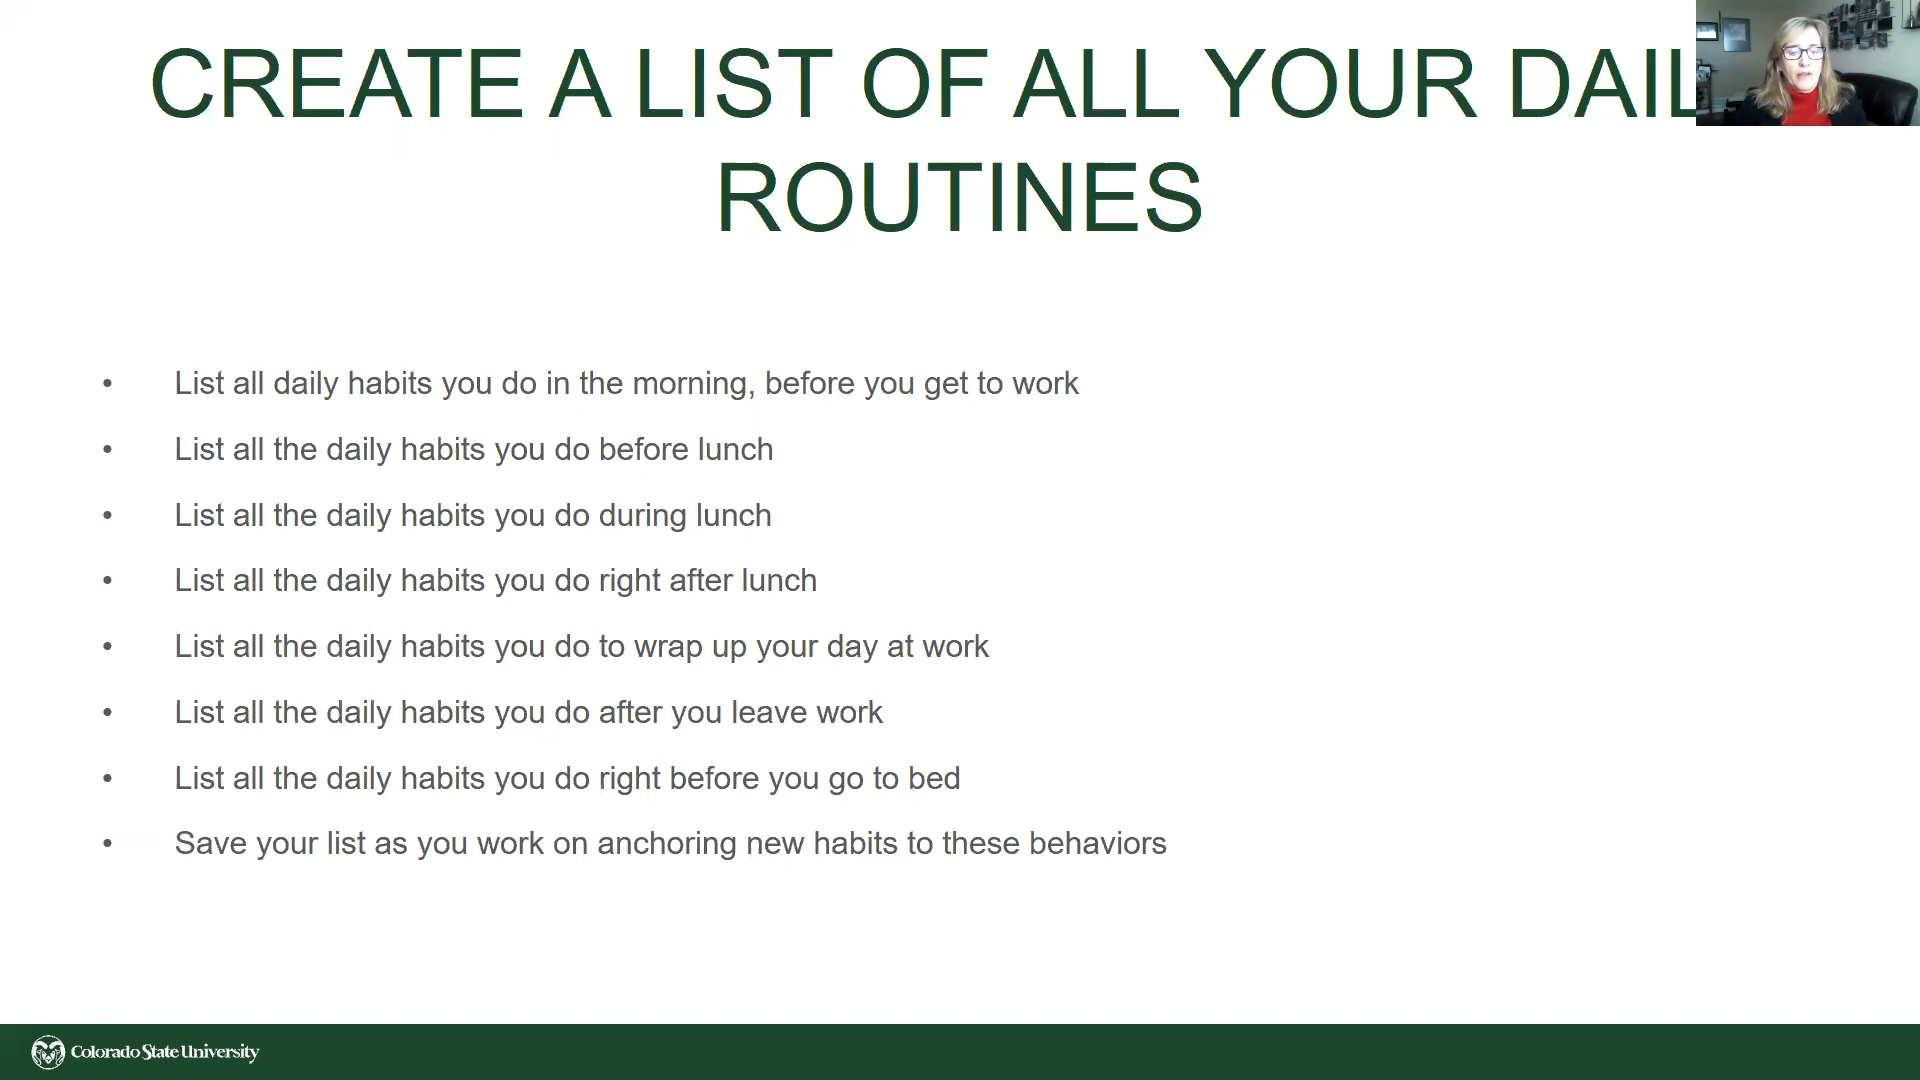 CREATE A LIST OF ALL YOUR DAIL
ROUTINES
• List all daily habits you do in the morning, before you get to work
• List all the daily habits you do before lunch
• List all the daily habits you do during lunch
• List all the daily habits you do right after lunch
• List all the daily habits you do to wrap up your day at work
• List all the daily habits you do after you leave work
• List all the daily habits you do right before you go to bed
• Save your list as you work on anchoring new habits to these behaviors
Colorado State University